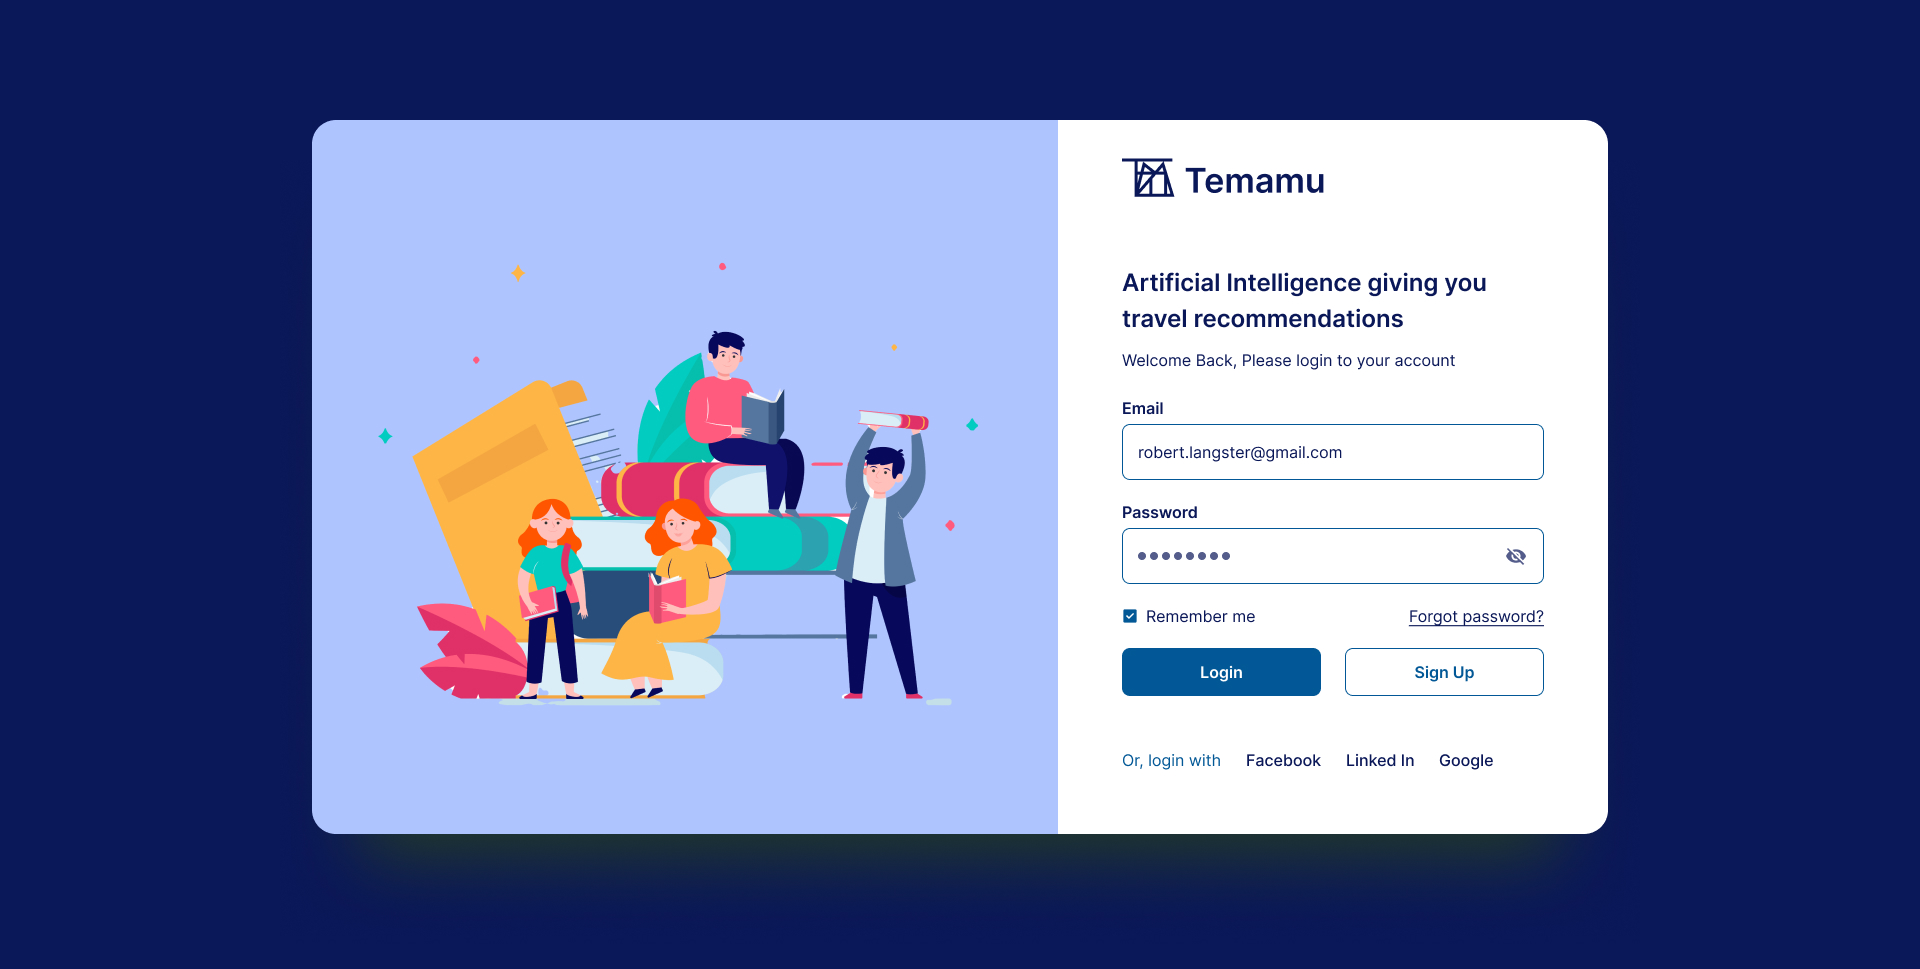 Temamu
Artificial Intelligence giving you
travel recommendations
Welcome Back, Please login to your account
Email
robert.langster@gmail.com
Password
Remember me
Forgot password?
Login
Sign Up
Or, login with
Facebook
Linked In
Google